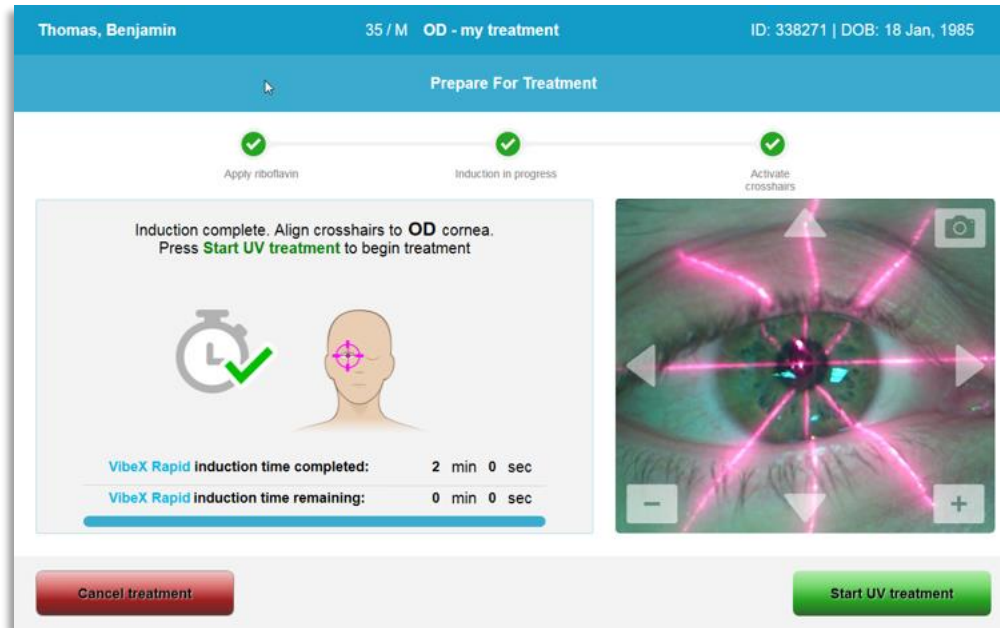 Thomas, Benjamin 35 / M OD - my treatment ID: 338271 | DOB: 18 Jan, 1985
Prepare For Treatment
Apply riboflavin
Induction in progress
Activate
crosshairs
Induction complete. Align crosshairs to OD cornea.
Press Start UV treatment to begin treatment
VibeX Rapid induction time completed: 2 min 0 sec
VibeX Rapid induction time remaining: 0 min 0 sec
Cancel treatment
Start UV treatment